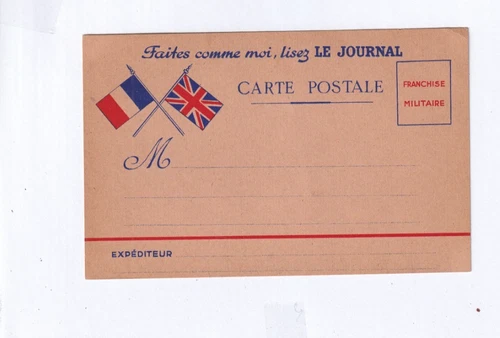 Faites comme moi, lisez LE JOURNAL
CARTE POSTALE
FRANCHISE
MILITAIRE
M
EXPÉDITEUR